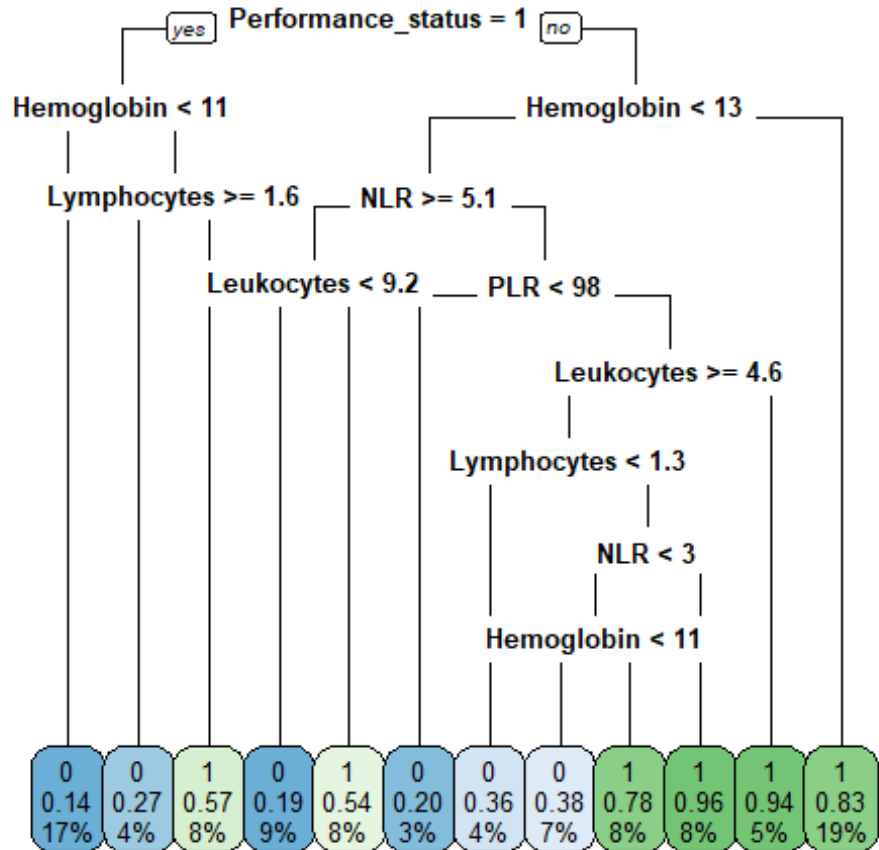 yes Performance_status = 1 no
Hemoglobin < 11 Hemoglobin < 13
Lymphocytes >= 1.6 NLR >= 5.1
Leukocytes < 9.2 PLR < 98
Leukocytes >= 4.6
Lymphocytes < 1.3
NLR < 3
Hemoglobin < 11
0 0 1 0 1 0 0 0 1 1 1 1
0.14 0.27 0.57 0.19 0.54 0.20 0.36 0.38 0.78 0.96 0.94 0.83
17% 4% 8% 9% 8% 3% 4% 7% 8% 8% 5% 19%